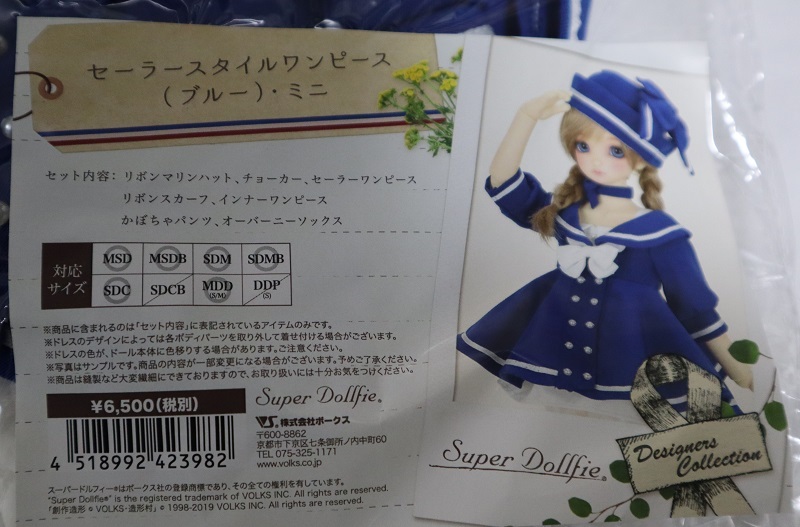 セーラースタイルワンピース
(ブルー)・ミニ
セット内容: リボンマリンハット、チョーカー、セーラーワンピース
リボンスカーフ、インナーワンピース
かぼちゃパンツ、オーバーニーソックス
対応サイズ MSD MSDB SDM SDMB
SDC SDCB MDD (S/M) DDP (S)
※商品に含まれるのは「セット内容」に表記されているアイテムのみです。
※ドレスのデザインによっては各ボディパーツを取り外して着せ付ける場合がございます。
※ドレスの色が、ドール本体に色移りする場合があります。ご注意ください。
※写真はサンプルです。商品の内容が一部変更になる場合がございます。予めご了承ください。
※商品は縫製など大変繊細にできておりますので、お取り扱いには十分お気をつけください。
¥6,500(税別)
Super Dollfie®
VS. 株式会社ボークス
〒600-8862
京都市下京区七条御所ノ内中町60
TEL 075-325-1171
www.volks.co.jp
4 518992 423982
スーパードルフィー®はボークス社の登録商標であり、その全ての権利を有しています。
"Super Dollfie®" is the registered trademark of VOLKS INC. All rights are reserved.
「創作造形 © VOLKS・造形村」© 1998-2019 VOLKS INC. All rights are reserved.
Super Dollfie®
Designers
Collection